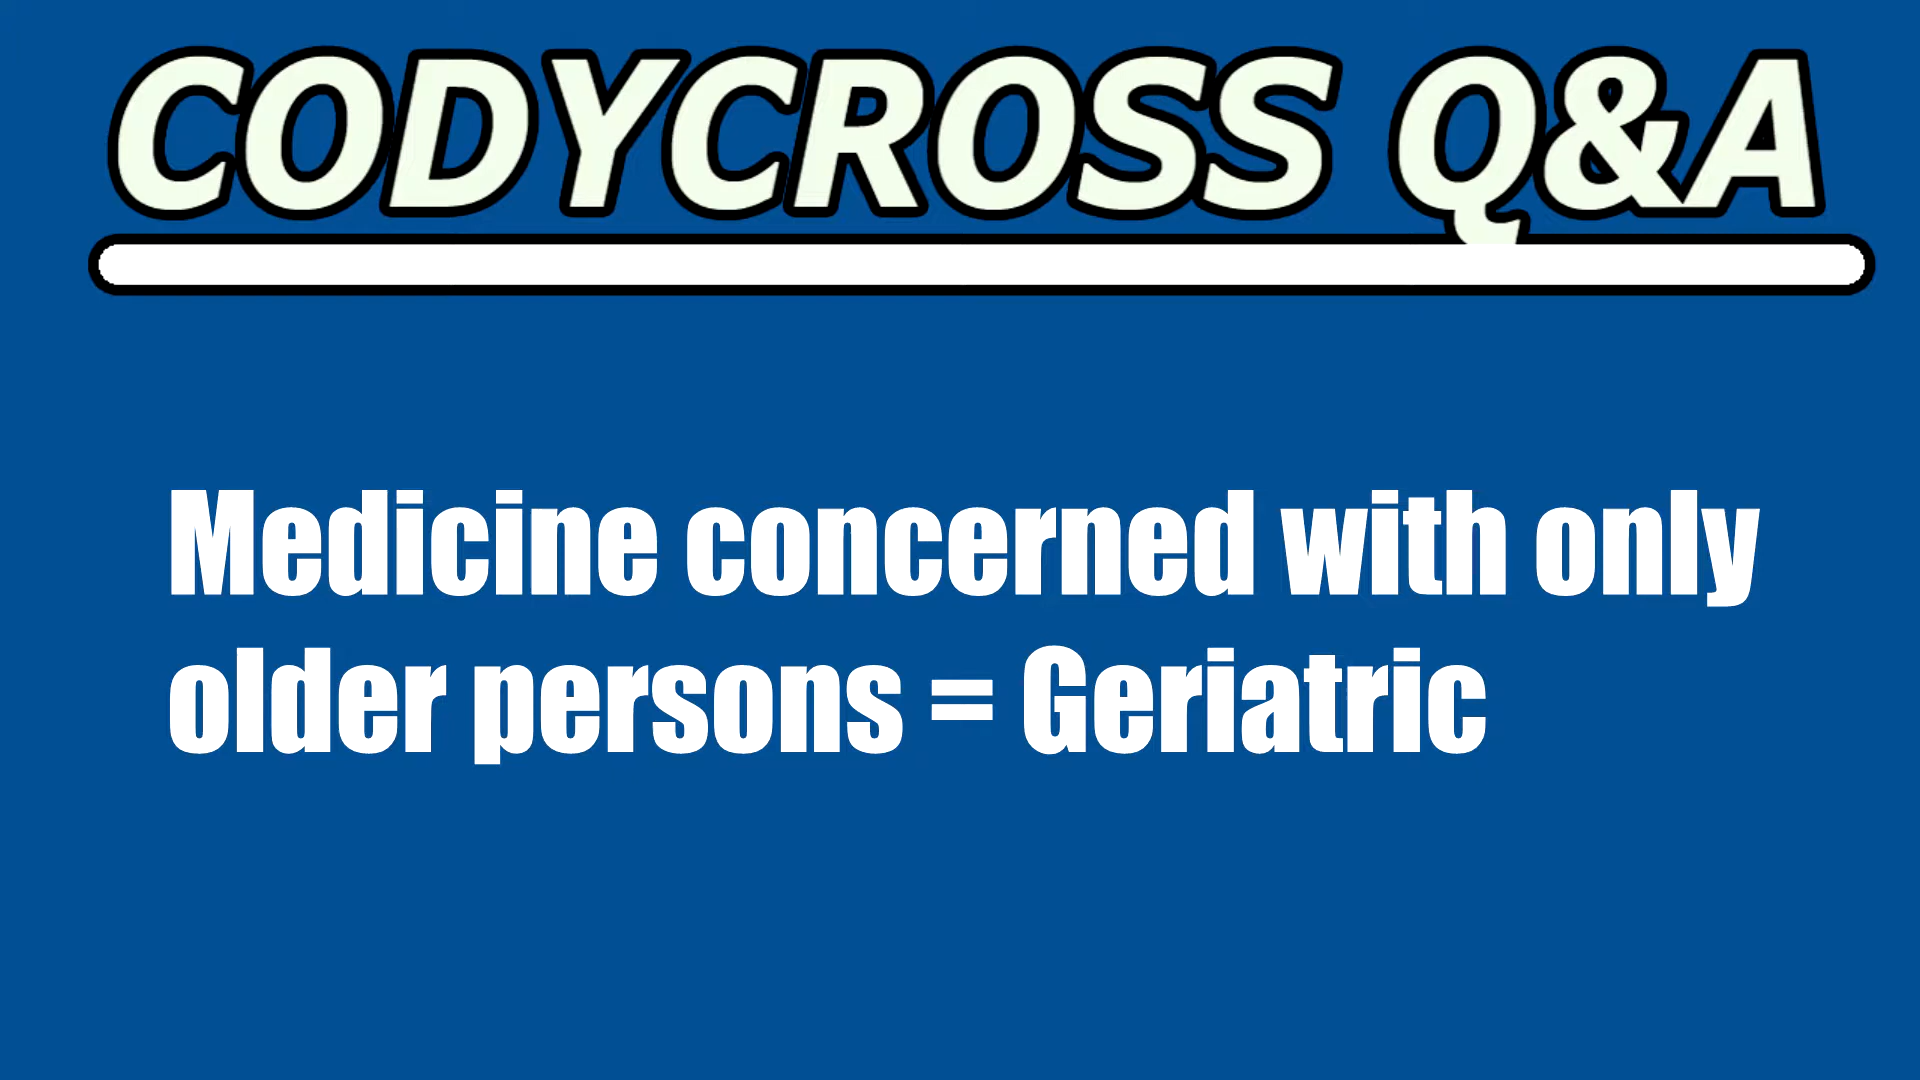 CODYCROSS Q&A
Medicine concerned with only
older persons = Geriatric